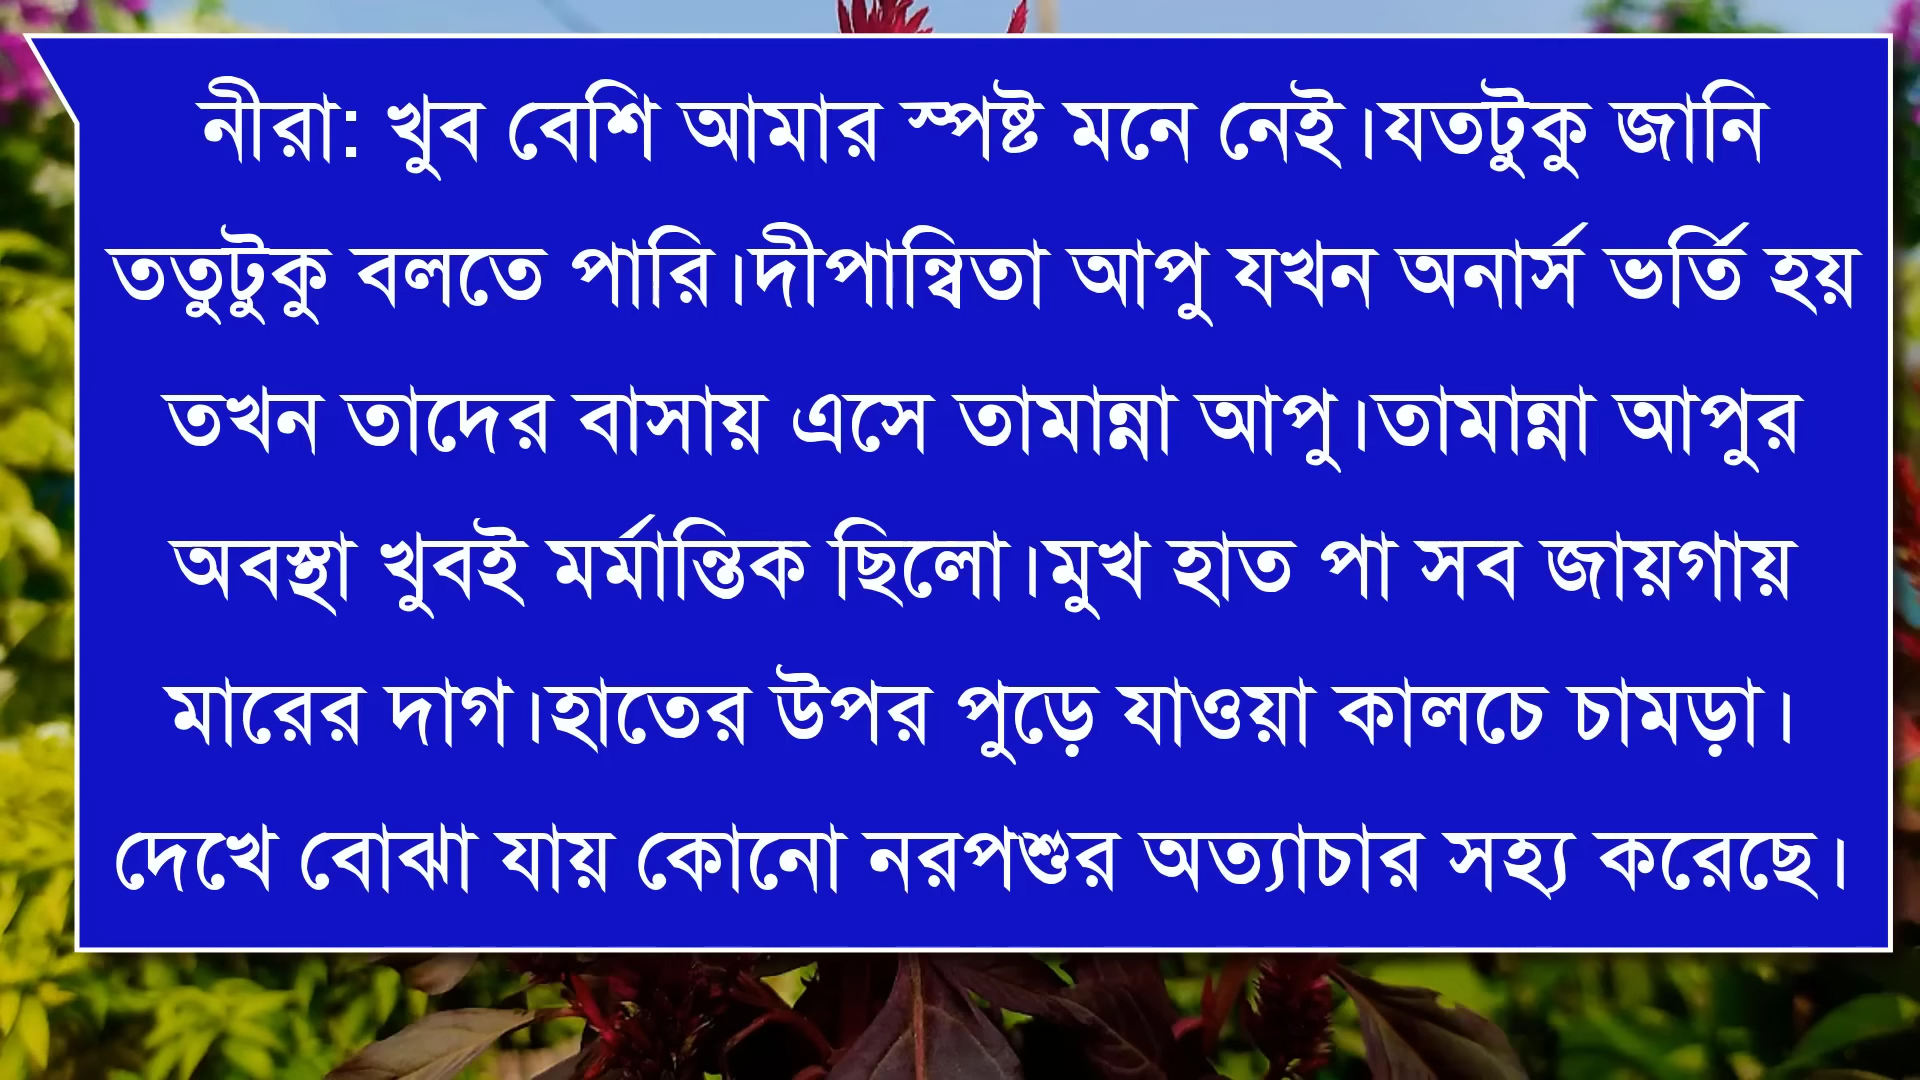 নীরা: খুব বেশি আমার স্পষ্ট মনে নেই।যতটুকু জানি
ততুটুকু বলতে পারি।দীপান্বিতা আপু যখন অনার্স ভর্তি হয়
তখন তাদের বাসায় এসে তামান্না আপু।তামান্না আপুর
অবস্থা খুবই মর্মান্তিক ছিলো।মুখ হাত পা সব জায়গায়
মারের দাগ।হাতের উপর পুড়ে যাওয়া কালচে চামড়া।
দেখে বোঝা যায় কোনো নরপশুর অত্যাচার সহ্য করেছে।